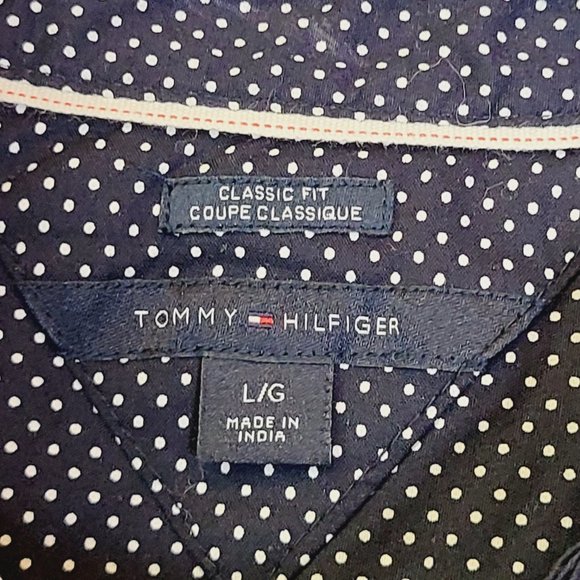 CLASSIC FIT
COUPE CLASSIQUE
TOMMY HILFIGER
L/G
MADE IN
INDIA